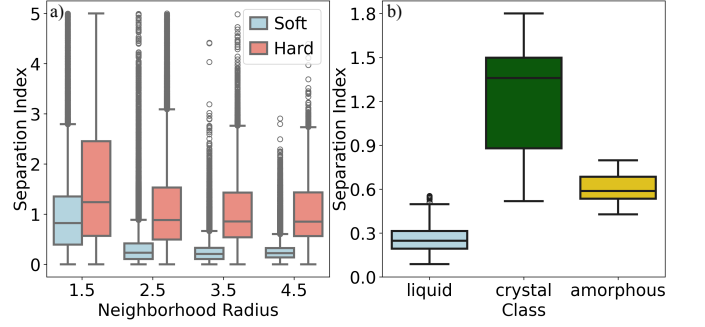 a)
Soft
Hard
Separation Index
5
4
3
2
1
0
1.5 2.5 3.5 4.5
Neighborhood Radius
b)
Separation Index
1.8
1.5
1.2
0.9
0.6
0.3
0.0
liquid crystal amorphous
Class